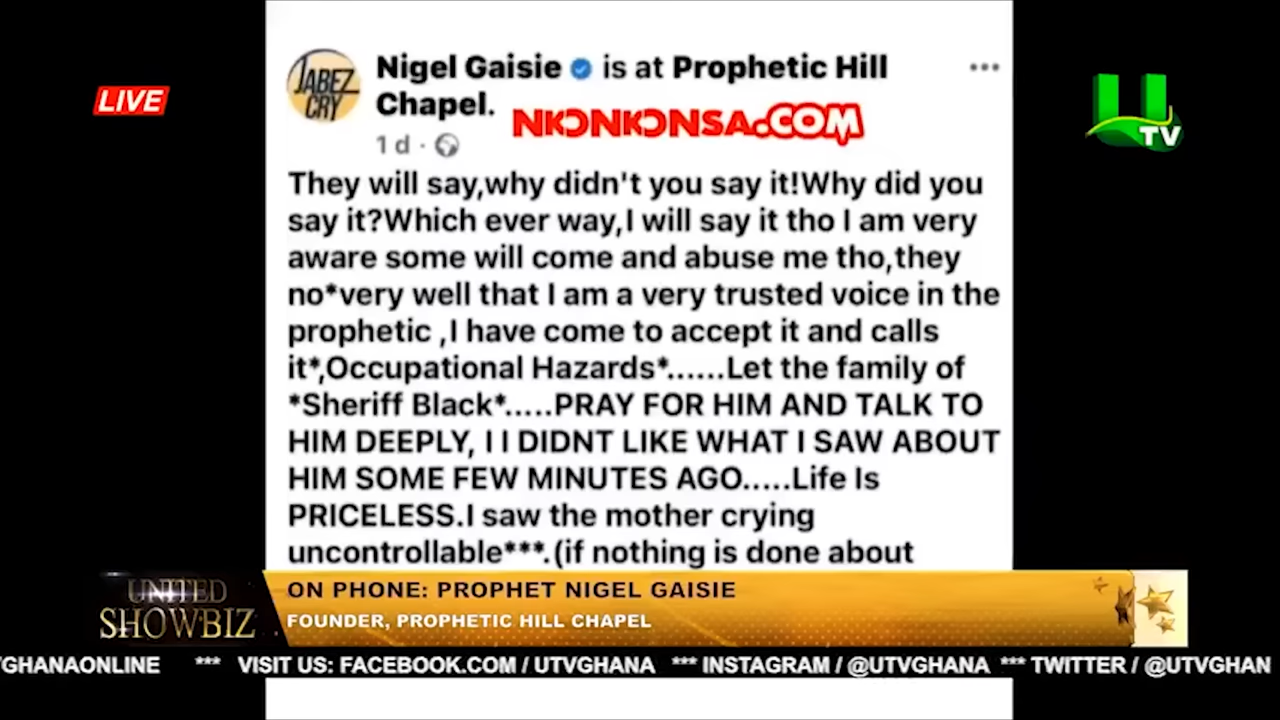 LIVE
U
TV
JABEZ
CRY
Nigel Gaisie is at Prophetic Hill
Chapel.
NKƆNKƆNSA.COM
1 d ·
They will say,why didn't you say it!Why did you
say it?Which ever way,I will say it tho I am very
aware some will come and abuse me tho,they
no*very well that I am a very trusted voice in the
prophetic ,I have come to accept it and calls
it*,Occupational Hazards*......Let the family of
*Sheriff Black*.....PRAY FOR HIM AND TALK TO
HIM DEEPLY, I I DIDNT LIKE WHAT I SAW ABOUT
HIM SOME FEW MINUTES AGO.....Life Is
PRICELESS.I saw the mother crying
uncontrollable***.(if nothing is done about
UNITED
SHOWBIZ
ON PHONE: PROPHET NIGEL GAISIE
FOUNDER, PROPHETIC HILL CHAPEL
GHANAONLINE *** VISIT US: FACEBOOK.COM / UTVGHANA *** INSTAGRAM / @UTVGHANA *** TWITTER / @UTVGHAN